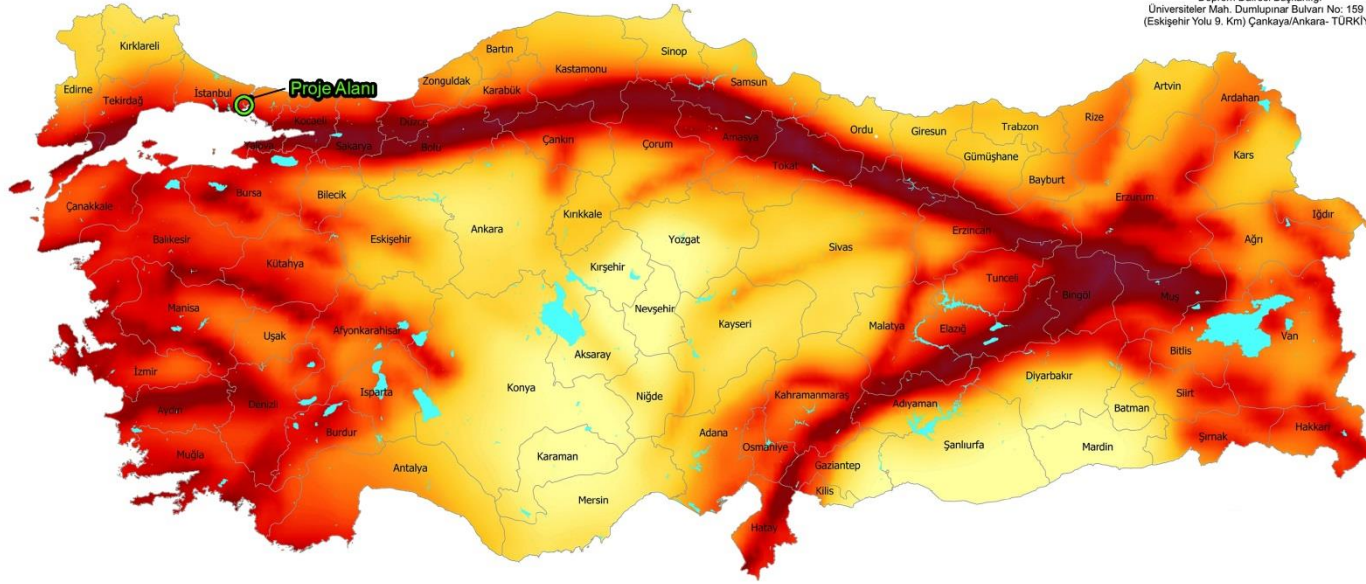 Deprem Dairesi Başkanlığı
Üniversiteler Mah. Dumlupınar Bulvarı No: 159
(Eskişehir Yolu 9. Km) Çankaya/Ankara- TÜRKİY
Kırklareli
Edirne
Tekirdağ
İstanbul
Proje Alanı
Kocaeli
Yalova
Sakarya
Düzce
Bolu
Zonguldak
Bartın
Karabük
Kastamonu
Sinop
Samsun
Çankırı
Çorum
Amasya
Tokat
Ordu
Giresun
Trabzon
Rize
Artvin
Ardahan
Kars
Gümüşhane
Bayburt
Erzurum
Iğdır
Ağrı
Çanakkale
Bursa
Bilecik
Balıkesir
Kütahya
Eskişehir
Ankara
Kırıkkale
Yozgat
Kırşehir
Sivas
Erzincan
Tunceli
Bingöl
Muş
Manisa
Uşak
Afyonkarahisar
Nevşehir
Kayseri
Malatya
Elazığ
Bitlis
Van
İzmir
Aydın
Denizli
Isparta
Burdur
Muğla
Antalya
Konya
Aksaray
Niğde
Karaman
Mersin
Adana
Osmaniye
Kahramanmaraş
Adıyaman
Gaziantep
Kilis
Hatay
Şanlıurfa
Diyarbakır
Batman
Mardin
Siirt
Şırnak
Hakkari